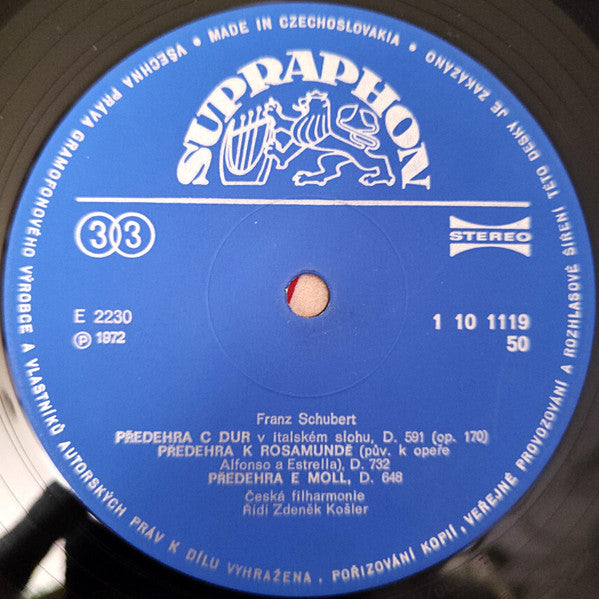 VŠECHNA PRÁVA GRAMOFONOVÉHO VÝROBCE A VLASTNÍKŮ AUTORSKÝCH PRÁV K DÍLU VYHRAŽENA. POŘIZOVÁNÍ KOPIÍ, VEŘEJNÉ PROVOZOVÁNÍ A ROZHLASOVÉ ŠÍŘENÍ TÉTO DESKY JE ZAKÁZÁNO
• MADE IN CZECHOSLOVAKIA •
SUPRAPHON
33
STEREO
E 2230
1 10 1119
Ⓟ 1972
50
Franz Schubert
PŘEDEHRA C DUR v italském slohu, D. 591 (op. 170)
PŘEDEHRA K ROSAMUNDĚ (pův. k opeře
Alfonso a Estrella), D. 732
PŘEDEHRA E MOLL, D. 648
Česká filharmonie
Řídí Zdeněk Košler